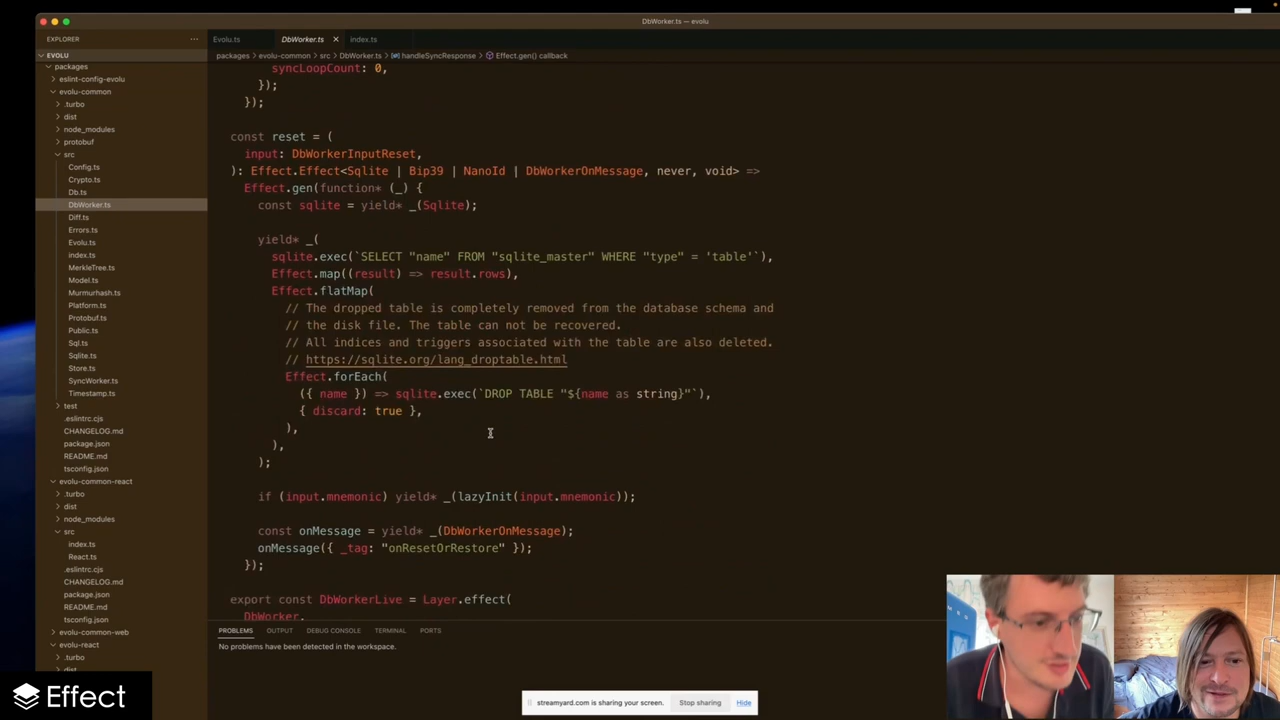 DbWorker.ts — evolu
EXPLORER
···
Evolu.ts
DbWorker.ts
index.ts
EVOLU
packages > evolu-common > src > DbWorker.ts > handleSyncResponse > Effect.gen() callback
packages
eslint-config-evolu
evolu-common
.turbo
dist
node_modules
protobuf
src
Config.ts
Crypto.ts
Db.ts
DbWorker.ts
Diff.ts
Errors.ts
Evolu.ts
index.ts
MerkleTree.ts
Model.ts
Murmurhash.ts
Platform.ts
Protobuf.ts
Public.ts
Sql.ts
Sqlite.ts
Store.ts
SyncWorker.ts
Timestamp.ts
test
.eslintrc.cjs
CHANGELOG.md
package.json
README.md
tsconfig.json
evolu-common-react
.turbo
dist
node_modules
src
index.ts
React.ts
.eslintrc.cjs
CHANGELOG.md
package.json
README.md
tsconfig.json
evolu-common-web
evolu-react
.turbo
dist
syncLoopCount: 0,
});
});
const reset = (
input: DbWorkerInputReset,
): Effect.Effect<Sqlite | Bip39 | NanoId | DbWorkerOnMessage, never, void> =>
Effect.gen(function* (_) {
const sqlite = yield* _(Sqlite);
yield* _(
sqlite.exec(`SELECT "name" FROM "sqlite_master" WHERE "type" = 'table'`),
Effect.map((result) => result.rows),
Effect.flatMap(
// The dropped table is completely removed from the database schema and
// the disk file. The table can not be recovered.
// All indices and triggers associated with the table are also deleted.
// https://sqlite.org/lang_droptable.html
Effect.forEach(
({ name }) => sqlite.exec(`DROP TABLE "${name as string}"`),
{ discard: true },
),
),
);
if (input.mnemonic) yield* _(lazyInit(input.mnemonic));
const onMessage = yield* _(DbWorkerOnMessage);
onMessage({ _tag: "onResetOrRestore" });
});
export const DbWorkerLive = Layer.effect(
DbWorker,
PROBLEMS
OUTPUT
DEBUG CONSOLE
TERMINAL
PORTS
No problems have been detected in the workspace.
Effect
streamyard.com is sharing your screen.
Stop sharing
Hide